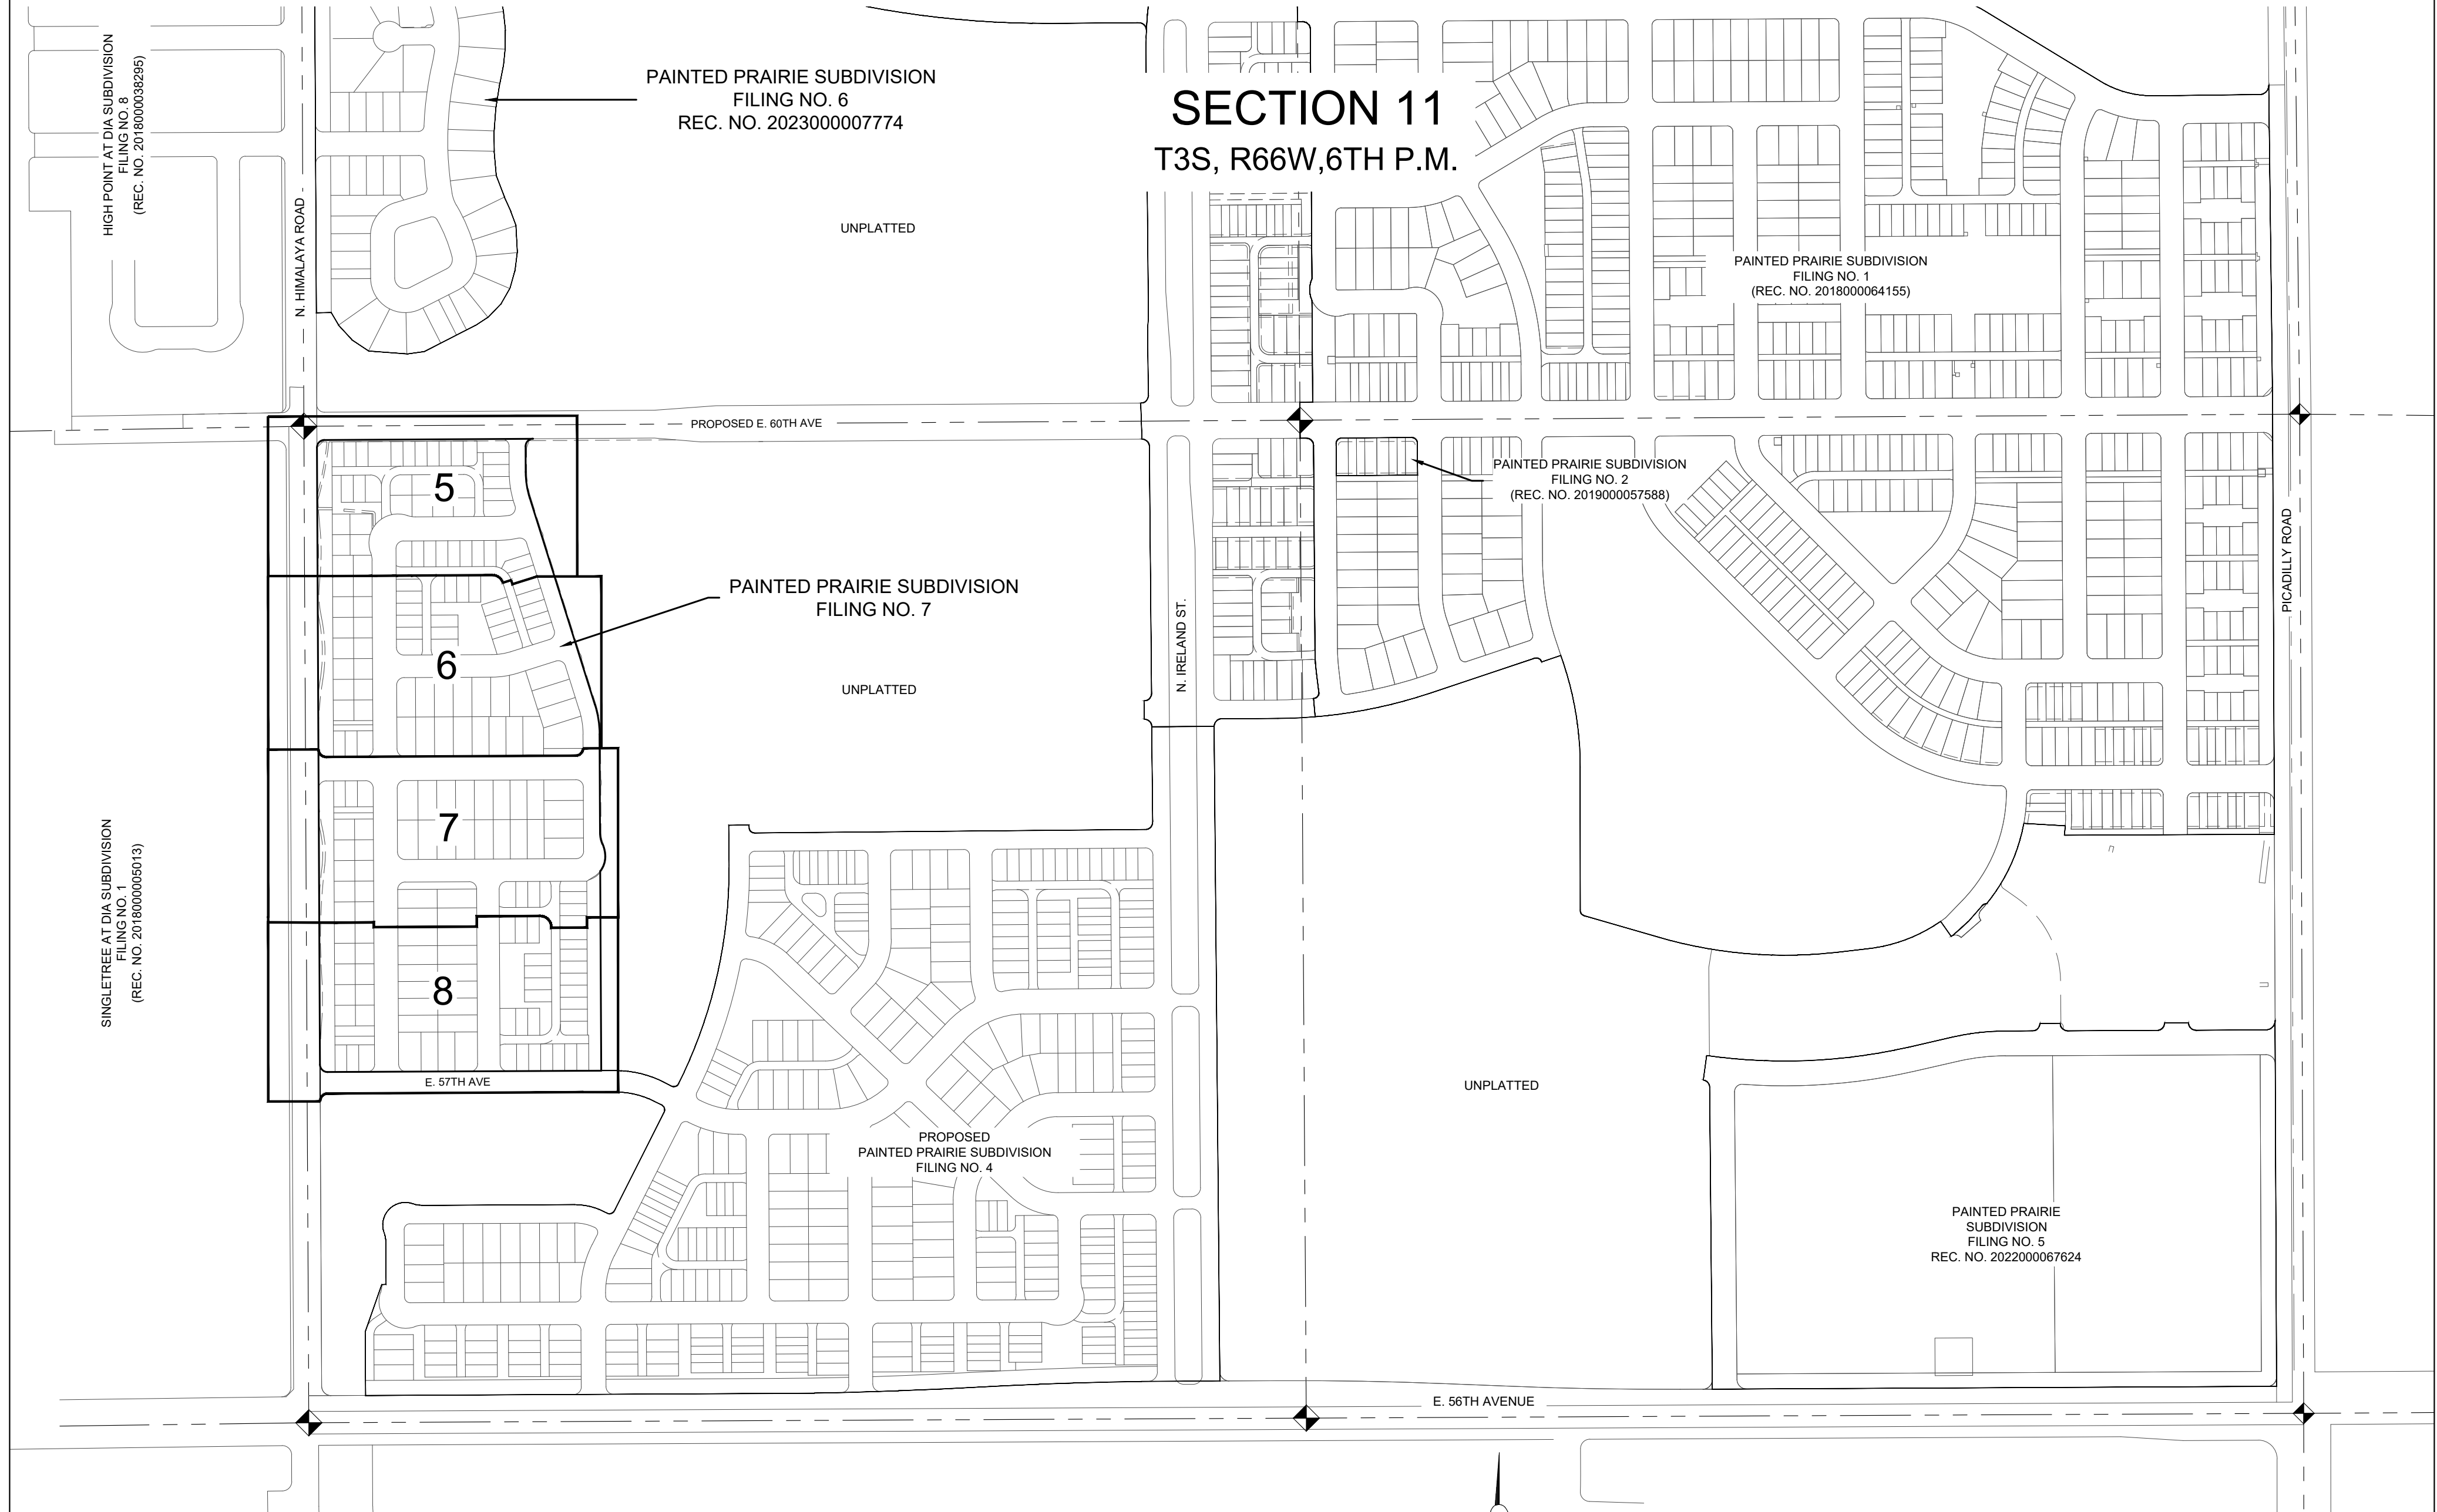 HIGH POINT AT DIA SUBDIVISION
FILING NO. 8
(REC. NO. 2018000038295)
N. HIMALAYA ROAD
PAINTED PRAIRIE SUBDIVISION
FILING NO. 6
REC. NO. 2023000007774
UNPLATTED
SECTION 11
T3S, R66W,6TH P.M.
PAINTED PRAIRIE SUBDIVISION
FILING NO. 1
(REC. NO. 2018000064155)
PROPOSED E. 60TH AVE
PAINTED PRAIRIE SUBDIVISION
FILING NO. 2
(REC. NO. 2019000057588)
PICADILLY ROAD
5
PAINTED PRAIRIE SUBDIVISION
FILING NO. 7
6
UNPLATTED
N. IRELAND ST.
7
SINGLETREE AT DIA SUBDIVISION
FILING NO. 1
(REC. NO. 2018000005013)
8
E. 57TH AVE
UNPLATTED
PROPOSED
PAINTED PRAIRIE SUBDIVISION
FILING NO. 4
PAINTED PRAIRIE
SUBDIVISION
FILING NO. 5
REC. NO. 2022000067624
E. 56TH AVENUE